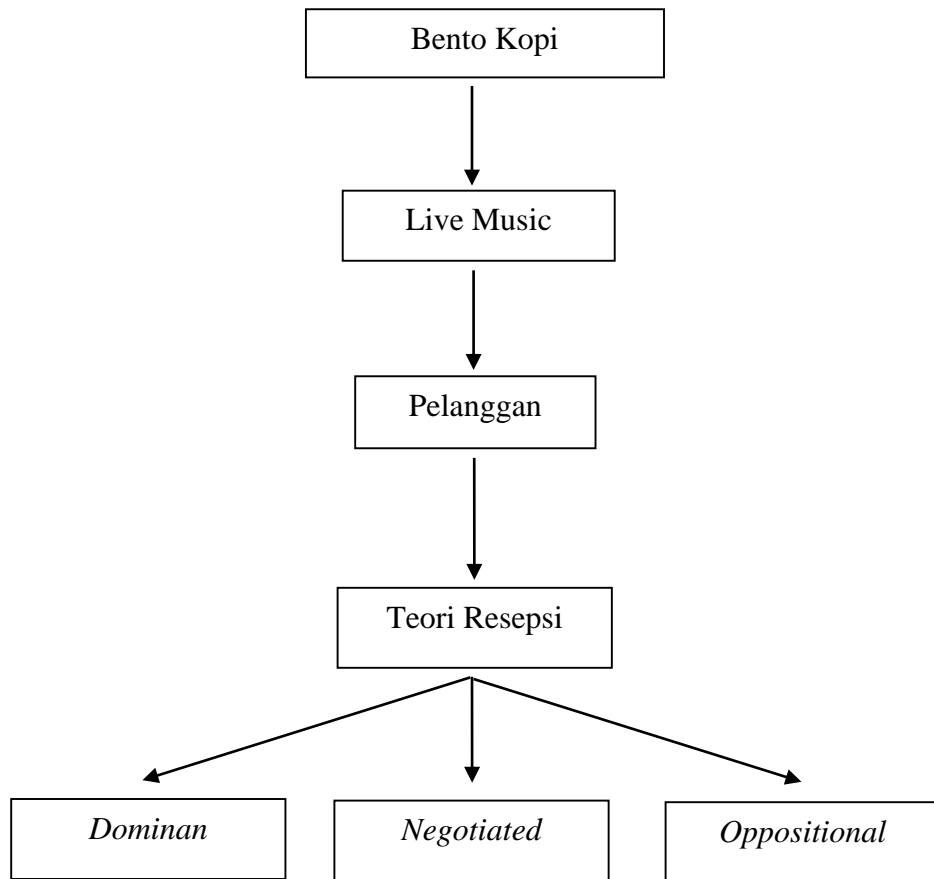 Bento Kopi
Live Music
Pelanggan
Teori Resepsi
Dominan
Negotiated
Oppositional